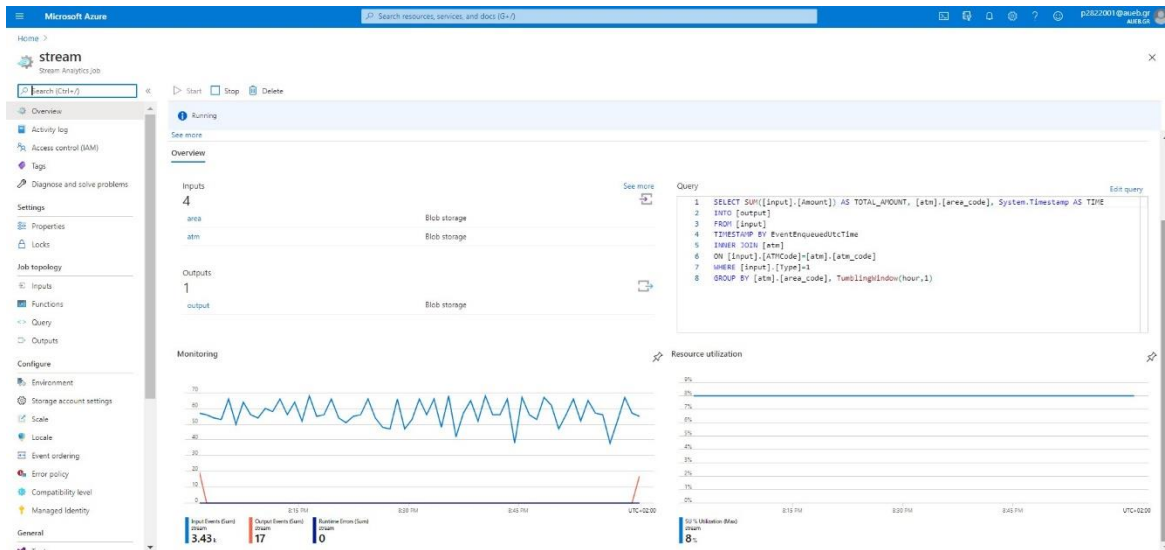 Microsoft Azure
Search resources, services, and docs (G+/)
p2822001@aueb.gr
AUEB.GR
Home >
stream
Stream Analytics job
Search (Ctrl+/)
Start Stop Delete
Overview
Activity log
Access control (IAM)
Tags
Diagnose and solve problems
Settings
Properties
Locks
Job topology
Inputs
Functions
Query
Outputs
Configure
Environment
Storage account settings
Scale
Locale
Event ordering
Error policy
Compatibility level
Managed Identity
General
Running
See more
Overview
Inputs
See more
4
area Blob storage
atm Blob storage
Outputs
1
output Blob storage
Query
Edit query
1 SELECT SUM([input].[Amount]) AS TOTAL_AMOUNT, [atm].[area_code], System.Timestamp AS TIME
2 INTO [output]
3 FROM [input]
4 TIMESTAMP BY EventEnqueuedUtcTime
5 INNER JOIN [atm]
6 ON [input].[ATMCode]=[atm].[atm_code]
7 WHERE [input].[Type]=1
8 GROUP BY [atm].[area_code], TumblingWindow(hour,1)
Monitoring
70
60
50
40
30
20
10
0
8:15 PM 8:30 PM 8:45 PM UTC+02:00
Input Events (Sum)
stream
3.43 k
Output Events (Sum)
stream
17
Runtime Errors (Sum)
stream
0
Resource utilization
9%
8%
7%
6%
5%
4%
3%
2%
1%
0%
8:15 PM 8:30 PM 8:45 PM UTC+02:00
SU % Utilization (Max)
stream
8 %